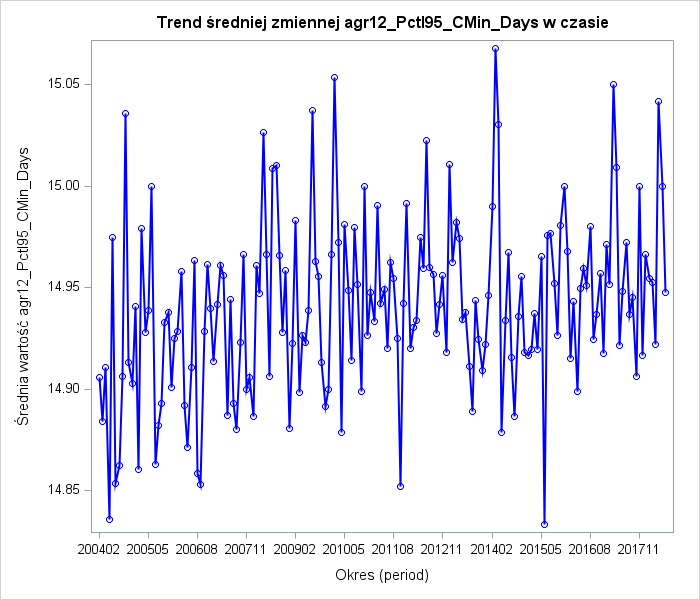 Trend średniej zmiennej agr12_Pctl95_CMin_Days w czasie
Średnia wartość agr12_Pctl95_CMin_Days
15.05
15.00
14.95
14.90
14.85
200402 200505 200608 200711 200902 201005 201108 201211 201402 201505 201608 201711
Okres (period)